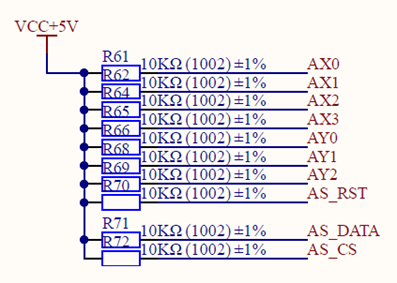 VCC+5V
R61 10KΩ (1002) ±1% AX0
R62 10KΩ (1002) ±1% AX1
R64 10KΩ (1002) ±1% AX2
R65 10KΩ (1002) ±1% AX3
R66 10KΩ (1002) ±1% AY0
R68 10KΩ (1002) ±1% AY1
R69 10KΩ (1002) ±1% AY2
R70 10KΩ (1002) ±1% AS_RST
R71 10KΩ (1002) ±1% AS_DATA
R72 10KΩ (1002) ±1% AS_CS